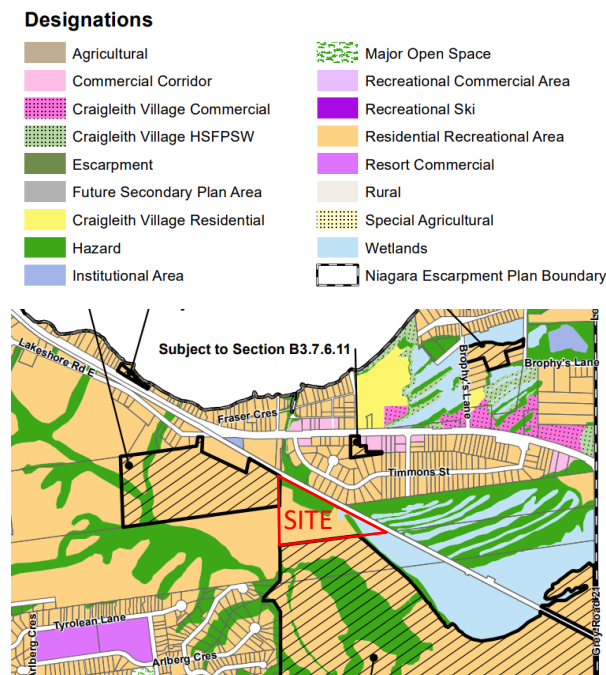 Designations
Agricultural
Commercial Corridor
Craigleith Village Commercial
Craigleith Village HSFPSW
Escarpment
Future Secondary Plan Area
Craigleith Village Residential
Hazard
Institutional Area
Major Open Space
Recreational Commercial Area
Recreational Ski
Residential Recreational Area
Resort Commercial
Rural
Special Agricultural
Wetlands
Niagara Escarpment Plan Boundary
Lakeshore Rd E
Subject to Section B3.7.6.11
Brophy's Lane
Brophy's Lane
Fraser Cres
Timmons St
SITE
Tyrolean Lane
Arlberg Cres
Arlberg Cres
Grey Road 21